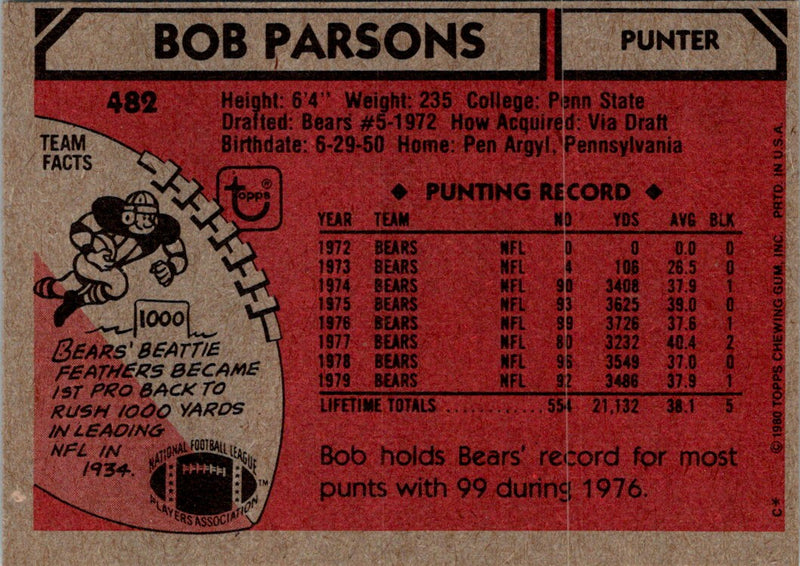 BOB PARSONS PUNTER
482
Height: 6'4" Weight: 235 College: Penn State
Drafted: Bears #5-1972 How Acquired: Via Draft
Birthdate: 6-29-50 Home: Pen Argyl, Pennsylvania
TEAM
FACTS
topps®
1000
BEARS' BEATTIE
FEATHERS BECAME
1ST PRO BACK TO
RUSH 1000 YARDS
IN LEADING
NFL IN
1934.
NATIONAL FOOTBALL LEAGUE
PLAYERS ASSOCIATION
TM
◆ PUNTING RECORD ◆
YEAR TEAM NO YDS AVG BLK
1972 BEARS NFL 0 0 0.0 0
1973 BEARS NFL 4 106 26.5 0
1974 BEARS NFL 90 3408 37.9 1
1975 BEARS NFL 93 3625 39.0 0
1976 BEARS NFL 99 3726 37.6 1
1977 BEARS NFL 80 3232 40.4 2
1978 BEARS NFL 96 3549 37.0 0
1979 BEARS NFL 92 3486 37.9 1
LIFETIME TOTALS ............ 554 21,132 38.1 5
Bob holds Bears' record for most
punts with 99 during 1976.
© 1980 TOPPS CHEWING GUM, INC. PRTD. IN U.S.A.
C*